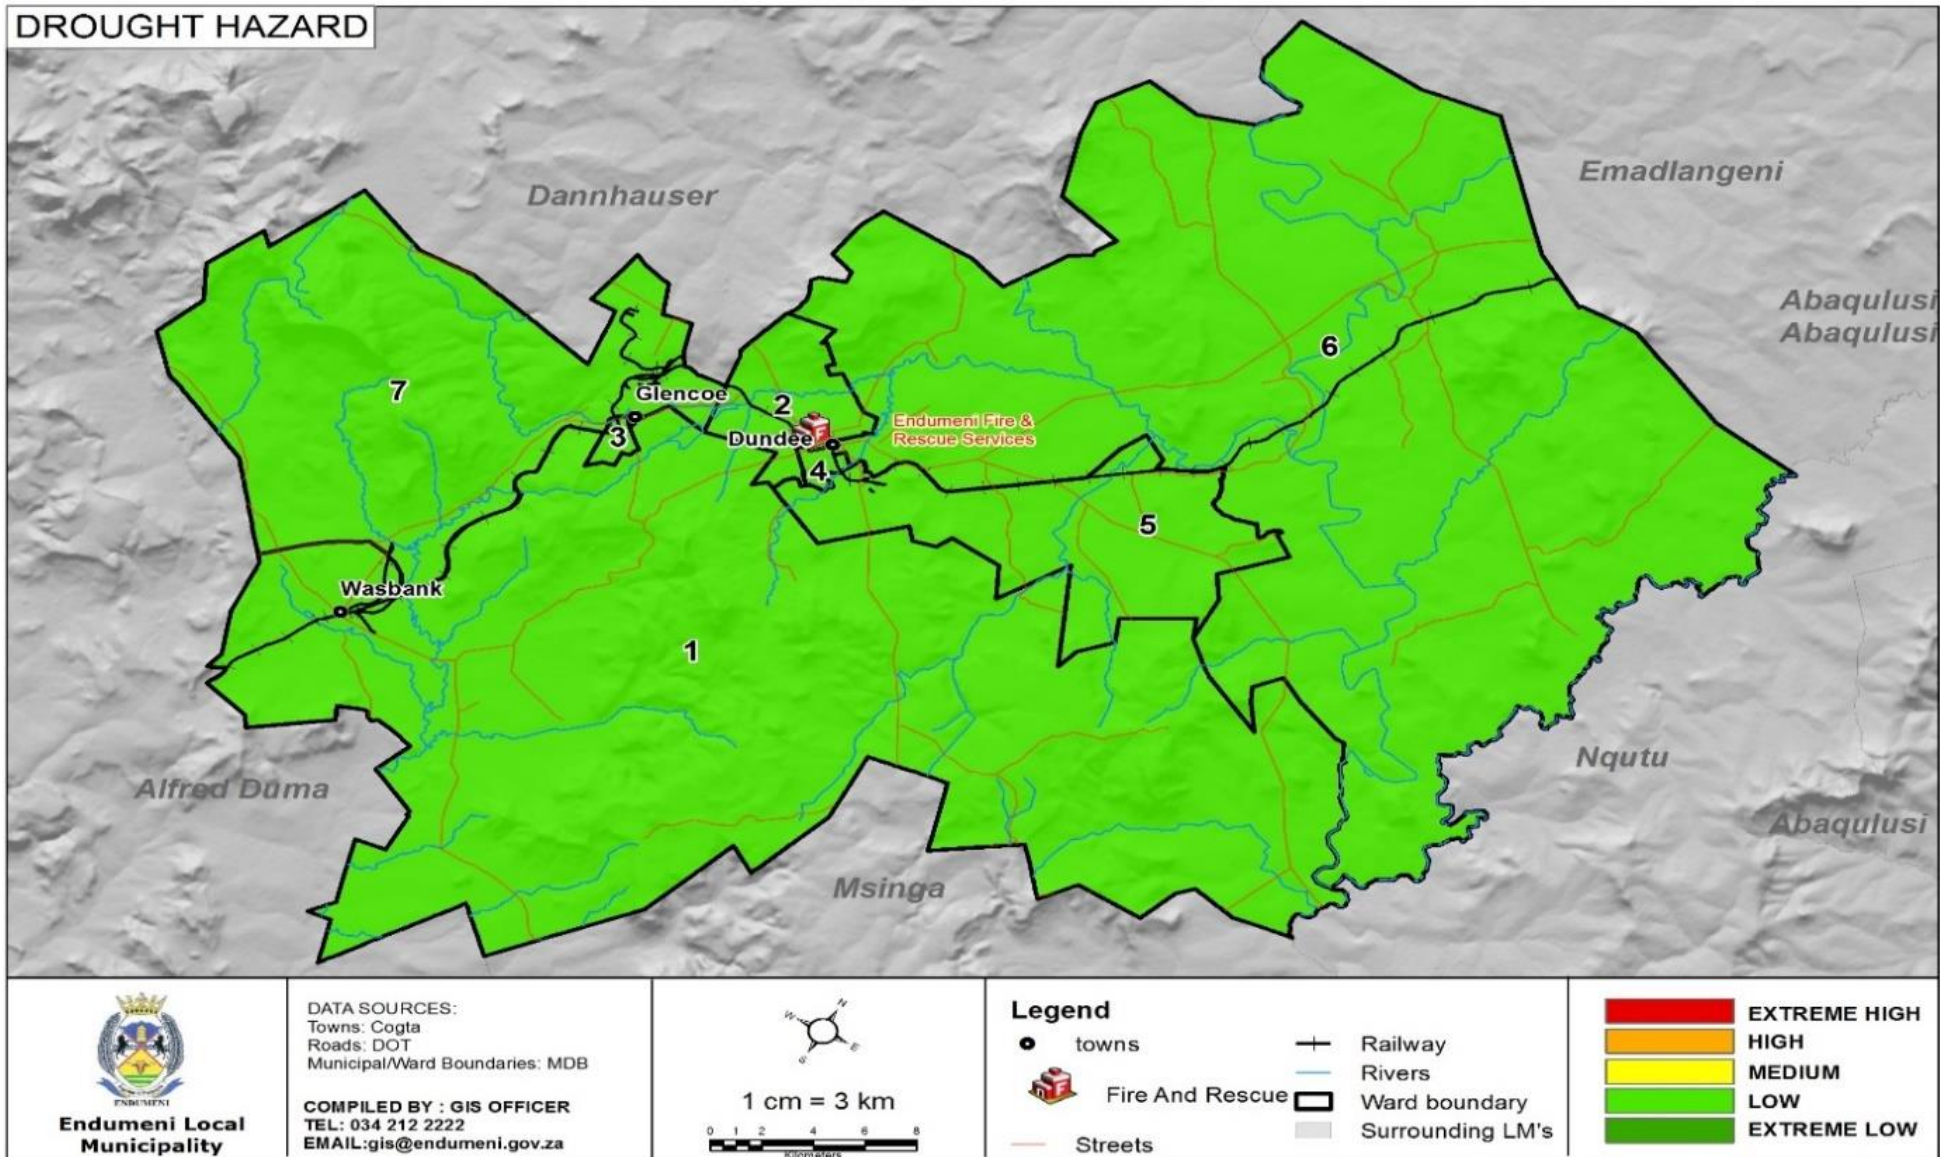 DROUGHT HAZARD
Dannhauser
Emadlangeni
Abaqulusi
Abaqulusi
6
7
Glencoe
2
Endumeni Fire &
Rescue Services
3
Dundee
4
5
Wasbank
1
Nqutu
Alfred Duma
Abaqulusi
Msinga
ENDUMENI
Endumeni Local
Municipality
DATA SOURCES:
Towns: Cogta
Roads: DOT
Municipal/Ward Boundaries: MDB
COMPILED BY : GIS OFFICER
TEL: 034 212 2222
EMAIL:gis@endumeni.gov.za
N
W
E
S
1 cm = 3 km
0 1 2 4 6 8
Kilometers
Legend
towns
Fire And Rescue
Streets
Railway
Rivers
Ward boundary
Surrounding LM's
EXTREME HIGH
HIGH
MEDIUM
LOW
EXTREME LOW